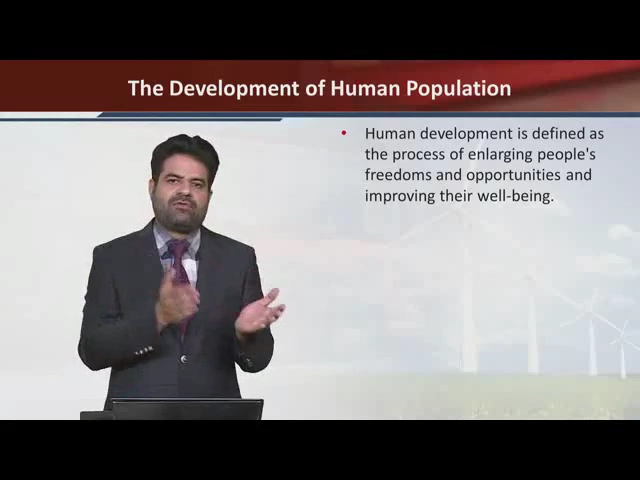 The Development of Human Population
• Human development is defined as
the process of enlarging people's
freedoms and opportunities and
improving their well-being.